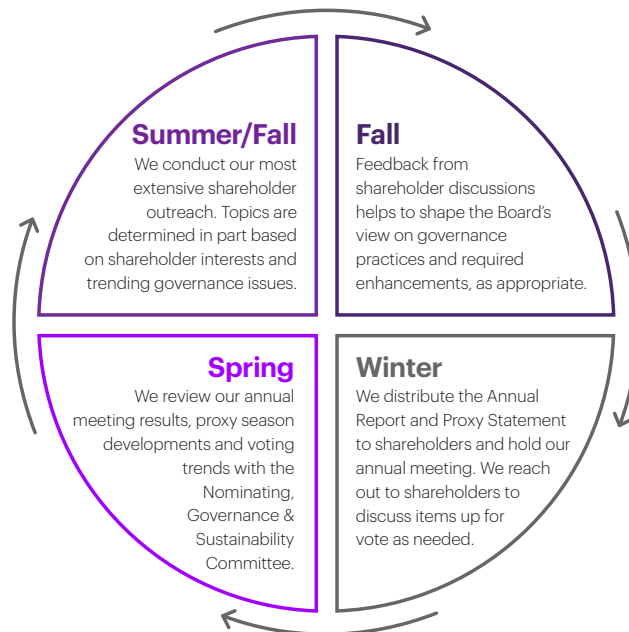 Summer/Fall
We conduct our most
extensive shareholder
outreach. Topics are
determined in part based
on shareholder interests and
trending governance issues.
Fall
Feedback from
shareholder discussions
helps to shape the Board's
view on governance
practices and required
enhancements, as appropriate.
Spring
We review our annual
meeting results, proxy season
developments and voting
trends with the
Nominating,
Governance &
Sustainability
Committee.
Winter
We distribute the Annual
Report and Proxy Statement
to shareholders and hold our
annual meeting. We reach
out to shareholders to
discuss items up for
vote as needed.